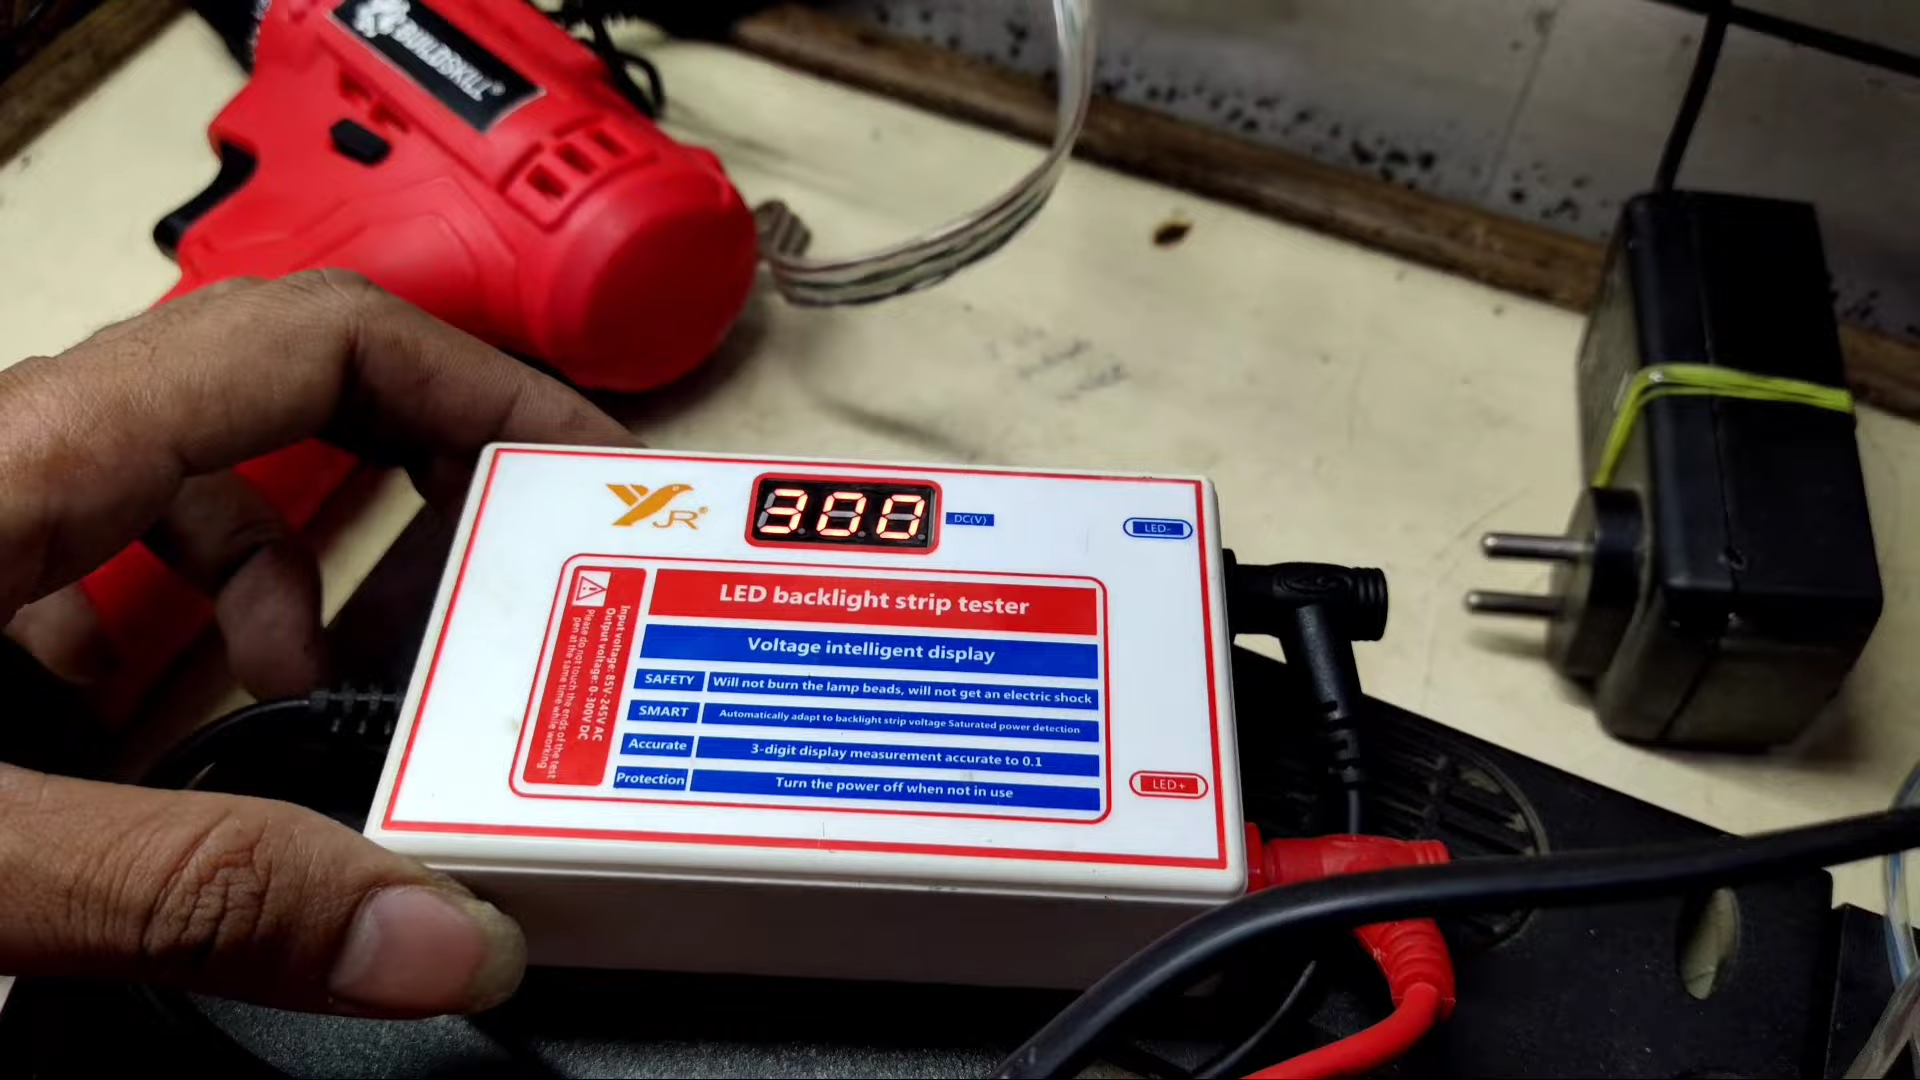 BUILDSKILL®
YJR®
300
DC(V)
LED-
LED backlight strip tester
Voltage intelligent display
SAFETY Will not burn the lamp beads, will not get an electric shock
SMART Automatically adapt to backlight strip voltage Saturated power detection
Accurate 3-digit display measurement accurate to 0.1
Protection Turn the power off when not in use
Input voltage: 85V-245V AC
Output voltage: 0-300V DC
Please do not touch the ends of the test
pen at the same time while working!
LED+